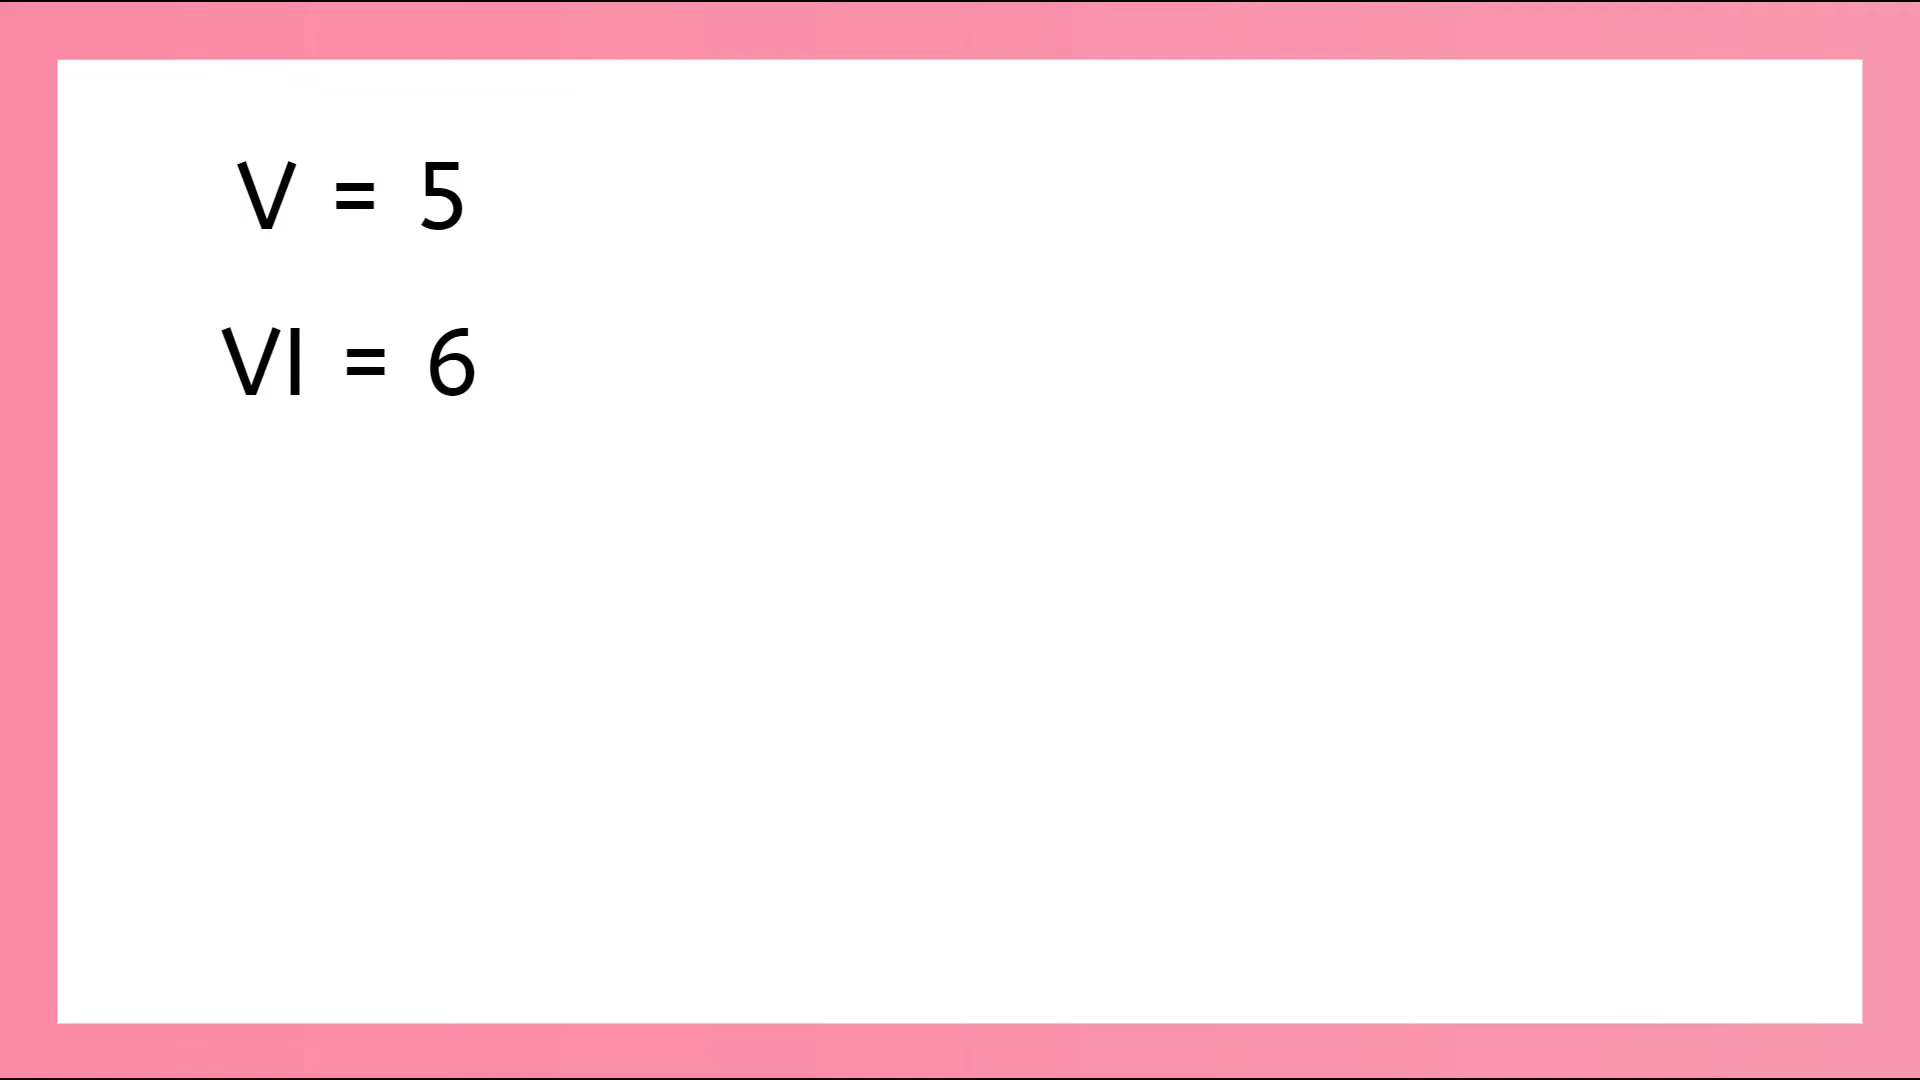 V = 5
VI = 6